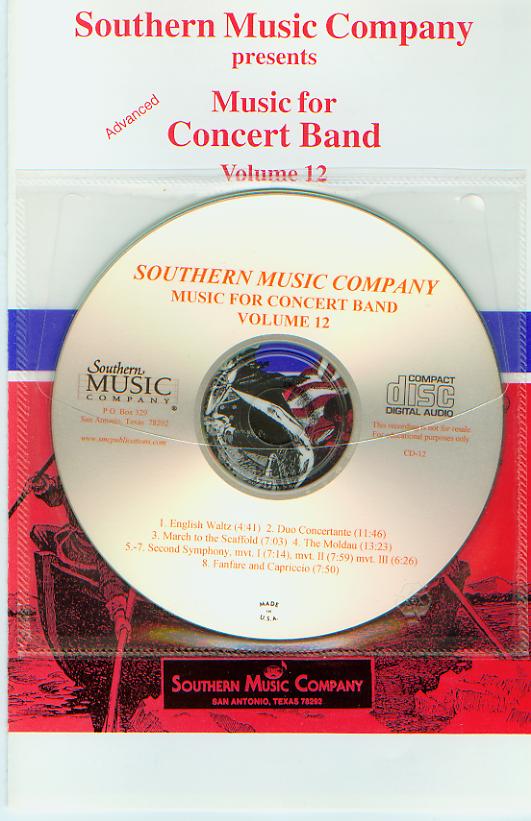 Southern Music Company
presents
Advanced
Music for
Concert Band
Volume 12
SOUTHERN MUSIC COMPANY
MUSIC FOR CONCERT BAND
VOLUME 12
Southern
MUSIC
COMPANY ®
P.O. Box 329
San Antonio, Texas 78292
www.smcpublications.com
COMPACT
disc
DIGITAL AUDIO
This recording is not for resale.
For educational purposes only.
CD-12
1. English Waltz (4:41) 2. Duo Concertante (11:46)
3. March to the Scaffold (7:03) 4. The Moldau (13:23)
5.-7. Second Symphony, mvt. I (7:14), mvt. II (7:59) mvt. III (6:26)
8. Fanfare and Capriccio (7:50)
MADE
IN
U.S.A.
SMC
SOUTHERN MUSIC COMPANY
SAN ANTONIO, TEXAS 78292